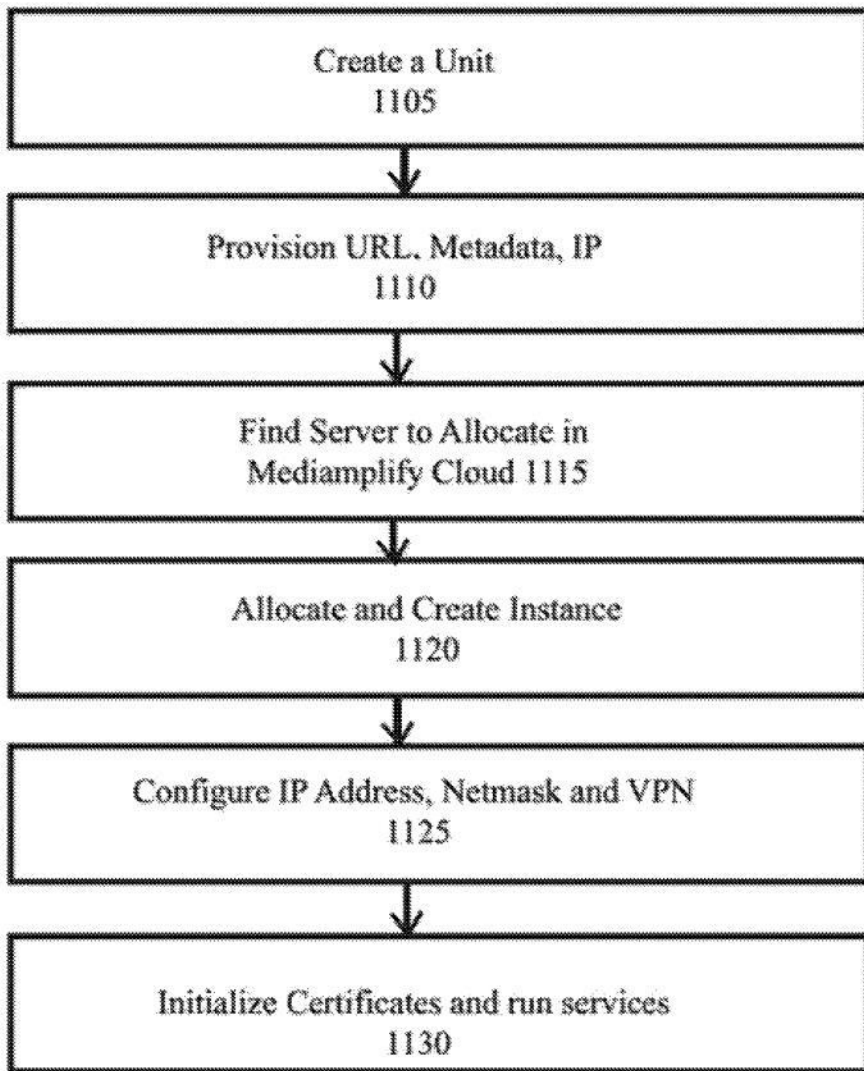 Create a Unit
1105
Provision URL, Metadata, IP
1110
Find Server to Allocate in
Mediamplify Cloud 1115
Allocate and Create Instance
1120
Configure IP Address, Netmask and VPN
1125
Initialize Certificates and run services
1130